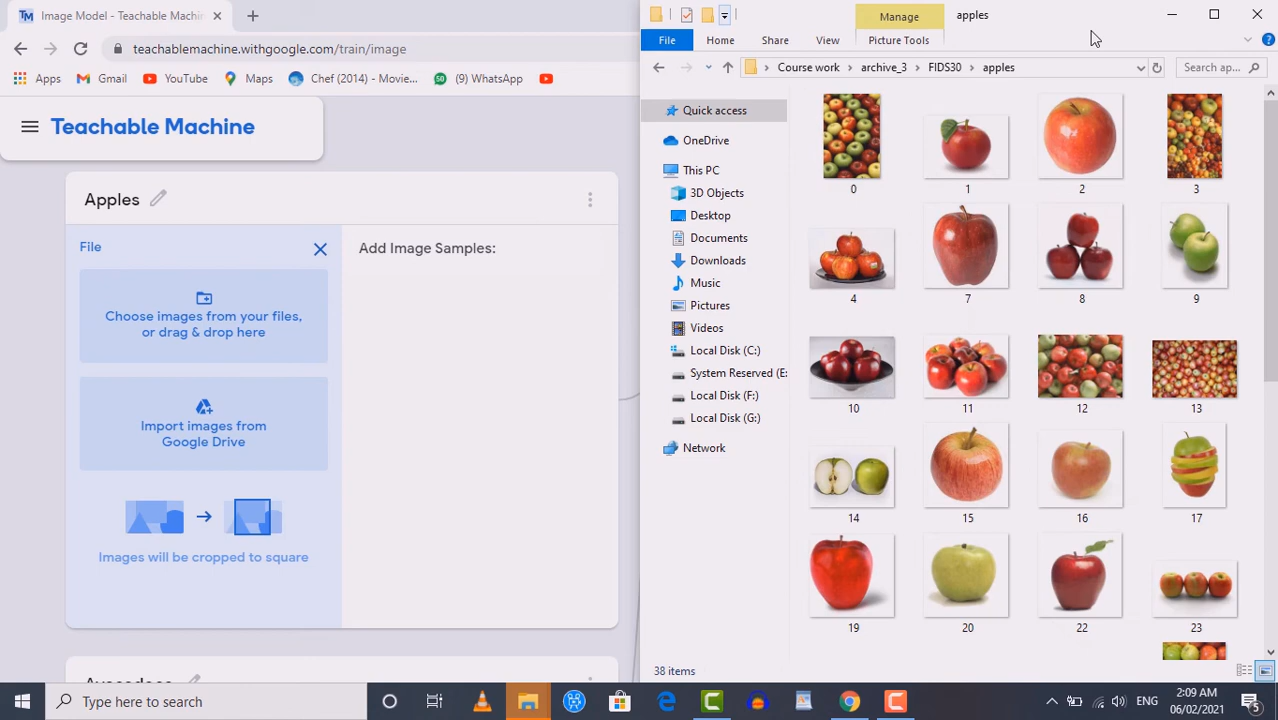 Image Model - Teachable Machin
teachablemachine.withgoogle.com/train/image
Apps
Gmail
YouTube
Maps
Chef (2014) - Movie...
(9) WhatsApp
Teachable Machine
Apples
File
Add Image Samples:
Choose images from your files,
or drag & drop here
Import images from
Google Drive
Images will be cropped to square
Manage
apples
File
Home
Share
View
Picture Tools
Course work
archive_3
FIDS30
apples
Search ap...
Quick access
OneDrive
This PC
3D Objects
Desktop
Documents
Downloads
Music
Pictures
Videos
Local Disk (C:)
System Reserved (E:
Local Disk (F:)
Local Disk (G:)
Network
0
1
2
3
4
7
8
9
10
11
12
13
14
15
16
17
19
20
22
23
38 items
Type here to search
ENG
2:09 AM
06/02/2021
5